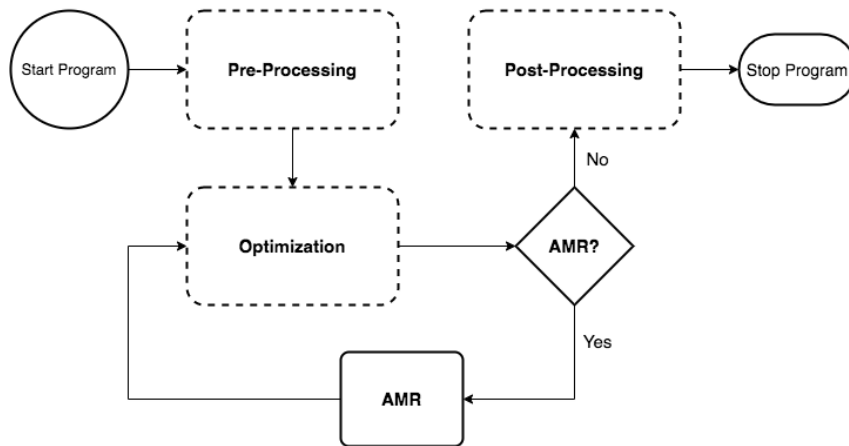 Start Program
Pre-Processing
Post-Processing
Stop Program
No
Optimization
AMR?
Yes
AMR